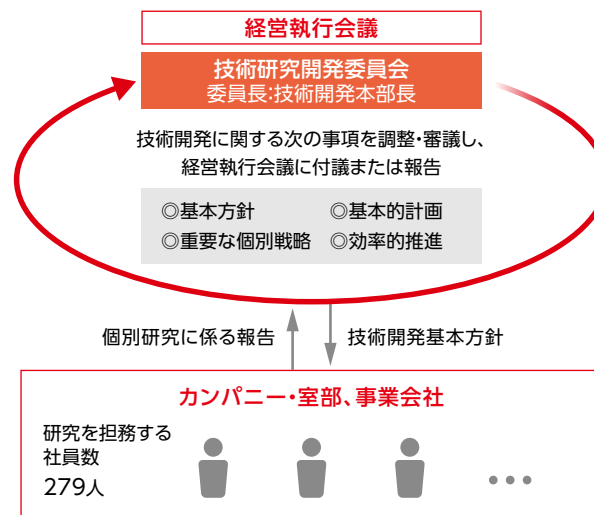 経営執行会議
技術研究開発委員会
委員長:技術開発本部長
技術開発に関する次の事項を調整・審議し、
経営執行会議に付議または報告
◎基本方針 ◎基本的計画
◎重要な個別戦略 ◎効率的推進
個別研究に係る報告 技術開発基本方針
カンパニー・室部、事業会社
研究を担務する
社員数
279人